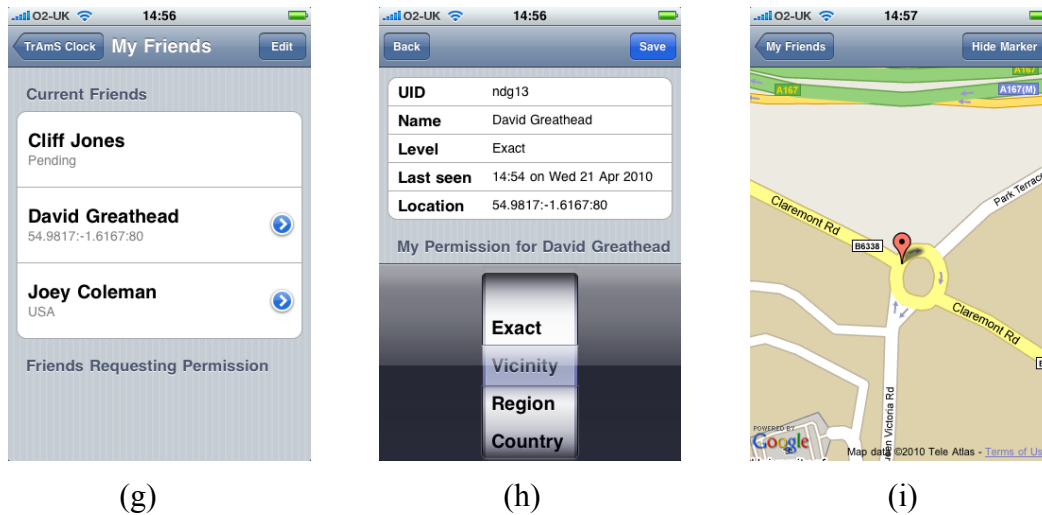 O2-UK 14:56
TrAmS Clock My Friends Edit
Current Friends
Cliff Jones
Pending
David Greathead
54.9817:-1.6167:80
Joey Coleman
USA
Friends Requesting Permission
(g)
O2-UK 14:56
Back Save
UID ndg13
Name David Greathead
Level Exact
Last seen 14:54 on Wed 21 Apr 2010
Location 54.9817:-1.6167:80
My Permission for David Greathead
Exact
Vicinity
Region
Country
(h)
O2-UK 14:57
My Friends Hide Marker
A167
A167 A167(M)
Park Terrace
Claremont Rd
B6338
Claremont Rd
Victoria Rd
POWERED BY
Google
Map data ©2010 Tele Atlas - Terms of Us
(i)